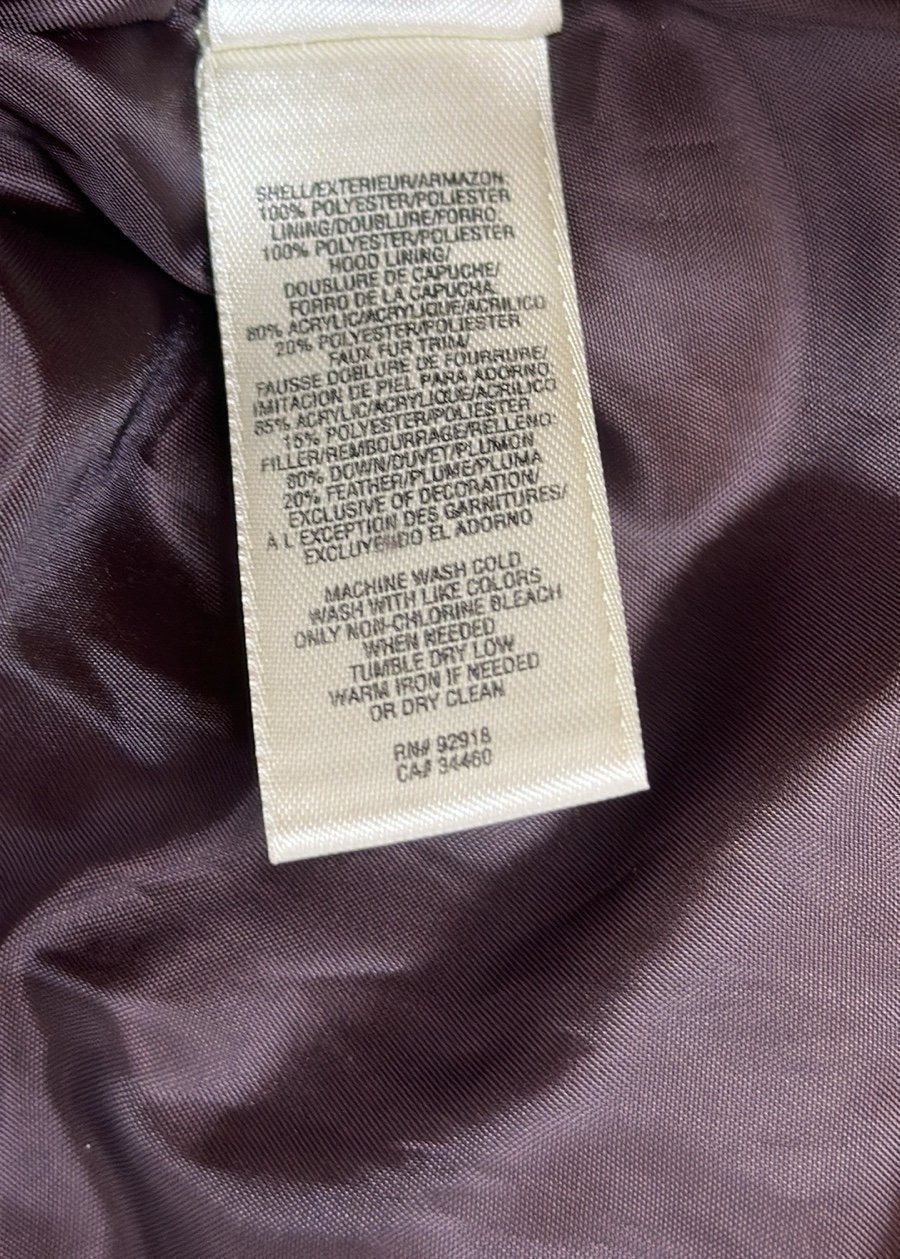 SHELL/EXTERIEUR/ARMAZON
100% POLYESTER/POLIESTER
LINING/DOUBLURE/FORRO:
100% POLYESTER/POLIESTER
HOOD LINING/
DOUBLURE DE CAPUCHE/
FORRO DE LA CAPUCHA
80% ACRYLIC/ACRYLIQUE/ACRILICO
20% POLYESTER/POLIESTER
FAUX FUR TRIM/
FAUSSE DOBLURE DE FOURRURE/
IMITACION DE PIEL PARA ADORNO:
85% ACRYLIC/ACRYLIQUE/ACRILICO
15% POLYESTER/POLIESTER
FILLER/REMBOURRAGE/RELLENO:
80% DOWN/DUVET/PLUMON
20% FEATHER/PLUME/PLUMA
EXCLUSIVE OF DECORATION/
À L'EXCEPTION DES GARNITURES/
EXCLUYENDO EL ADORNO
MACHINE WASH COLD
WASH WITH LIKE COLORS
ONLY NON-CHLORINE BLEACH
WHEN NEEDED
TUMBLE DRY LOW
WARM IRON IF NEEDED
OR DRY CLEAN
RN# 92918
CA# 34460